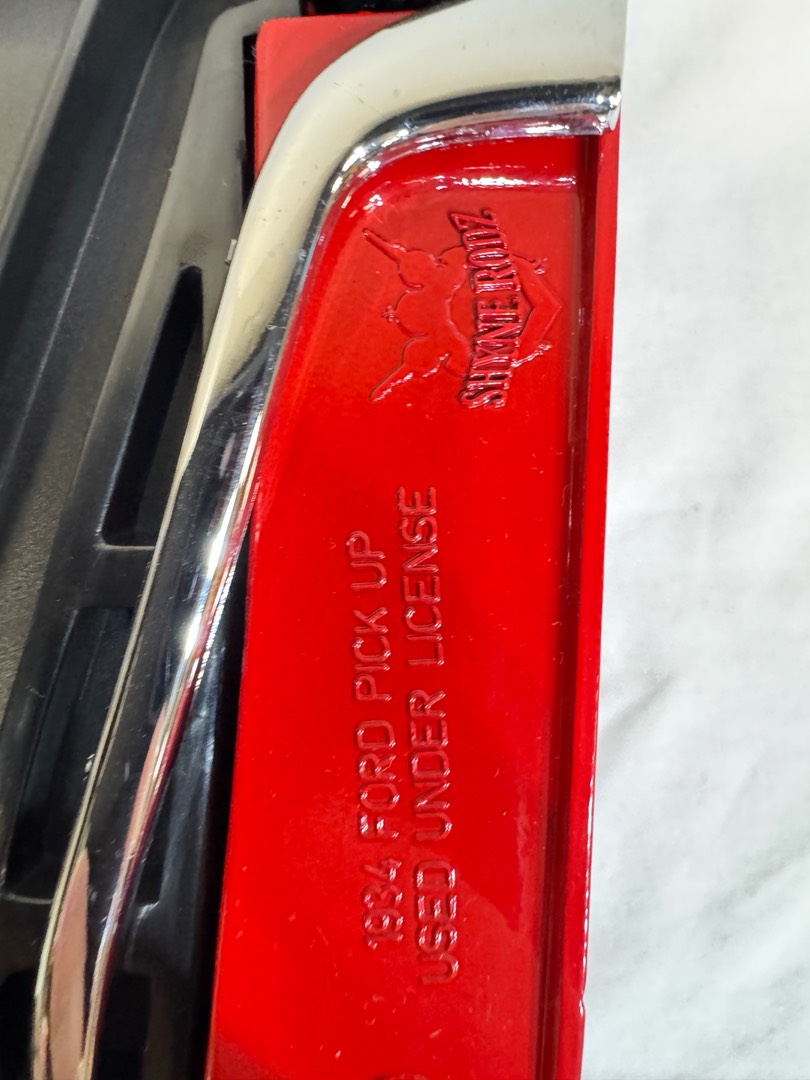 SHYNE RODZ
1934 FORD PICK UP
USED UNDER LICENSE